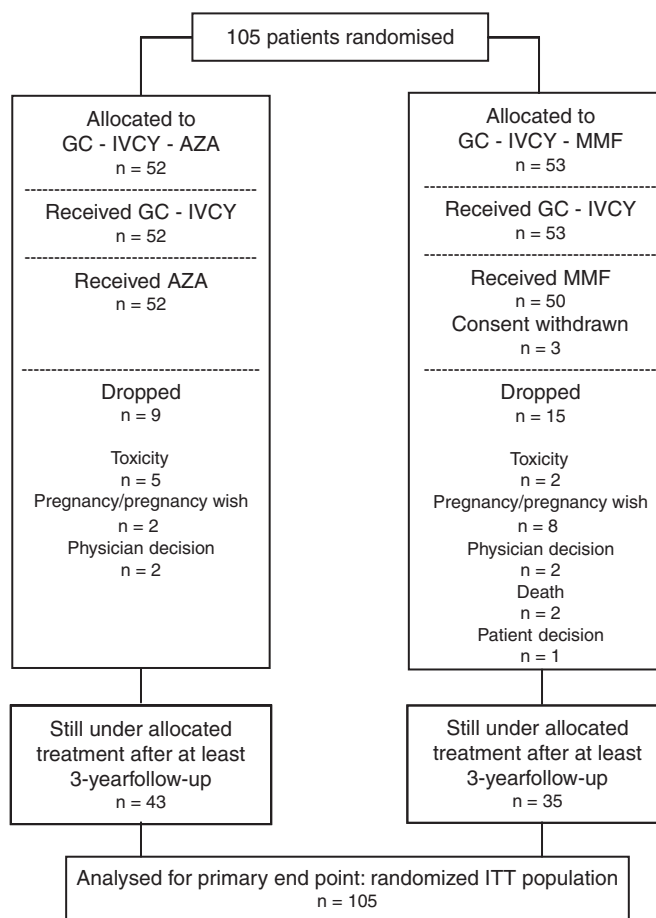 105 patients randomised
Allocated to
GC - IVCY - AZA
n = 52
Received GC - IVCY
n = 52
Received AZA
n = 52
Dropped
n = 9
Toxicity
n = 5
Pregnancy/pregnancy wish
n = 2
Physician decision
n = 2
Still under allocated
treatment after at least
3-yearfollow-up
n = 43
Allocated to
GC - IVCY - MMF
n = 53
Received GC - IVCY
n = 53
Received MMF
n = 50
Consent withdrawn
n = 3
Dropped
n = 15
Toxicity
n = 2
Pregnancy/pregnancy wish
n = 8
Physician decision
n = 2
Death
n = 2
Patient decision
n = 1
Still under allocated
treatment after at least
3-yearfollow-up
n = 35
Analysed for primary end point: randomized ITT population
n = 105